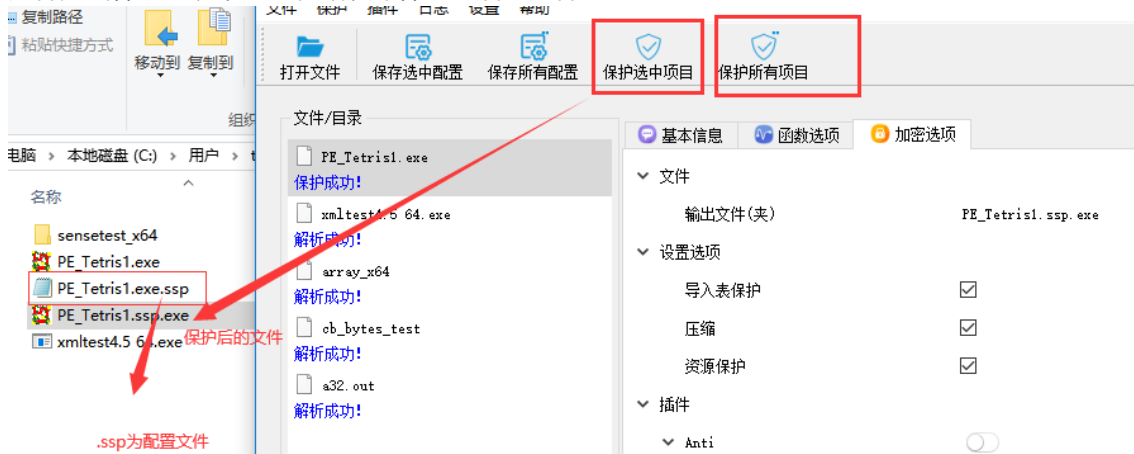 复制路径
粘贴快捷方式
移动到 复制到
组织
文件 保护 插件 日志 设置 帮助
打开文件 保存选中配置 保存所有配置 保护选中项目 保护所有项目
电脑 › 本地磁盘 (C:) › 用户 › t
名称
sensetest_x64
PE_Tetris1.exe
PE_Tetris1.exe.ssp
PE_Tetris1.ssp.exe
xmltest4.5 64.exe
保护后的文件
.ssp为配置文件
文件/目录
PE_Tetris1.exe
保护成功!
xmltest4.5 64.exe
解析成功!
array_x64
解析成功!
cb_bytes_test
解析成功!
a32.out
解析成功!
基本信息 函数选项 加密选项
文件
输出文件(夹) PE_Tetris1.ssp.exe
设置选项
导入表保护
压缩
资源保护
插件
Anti